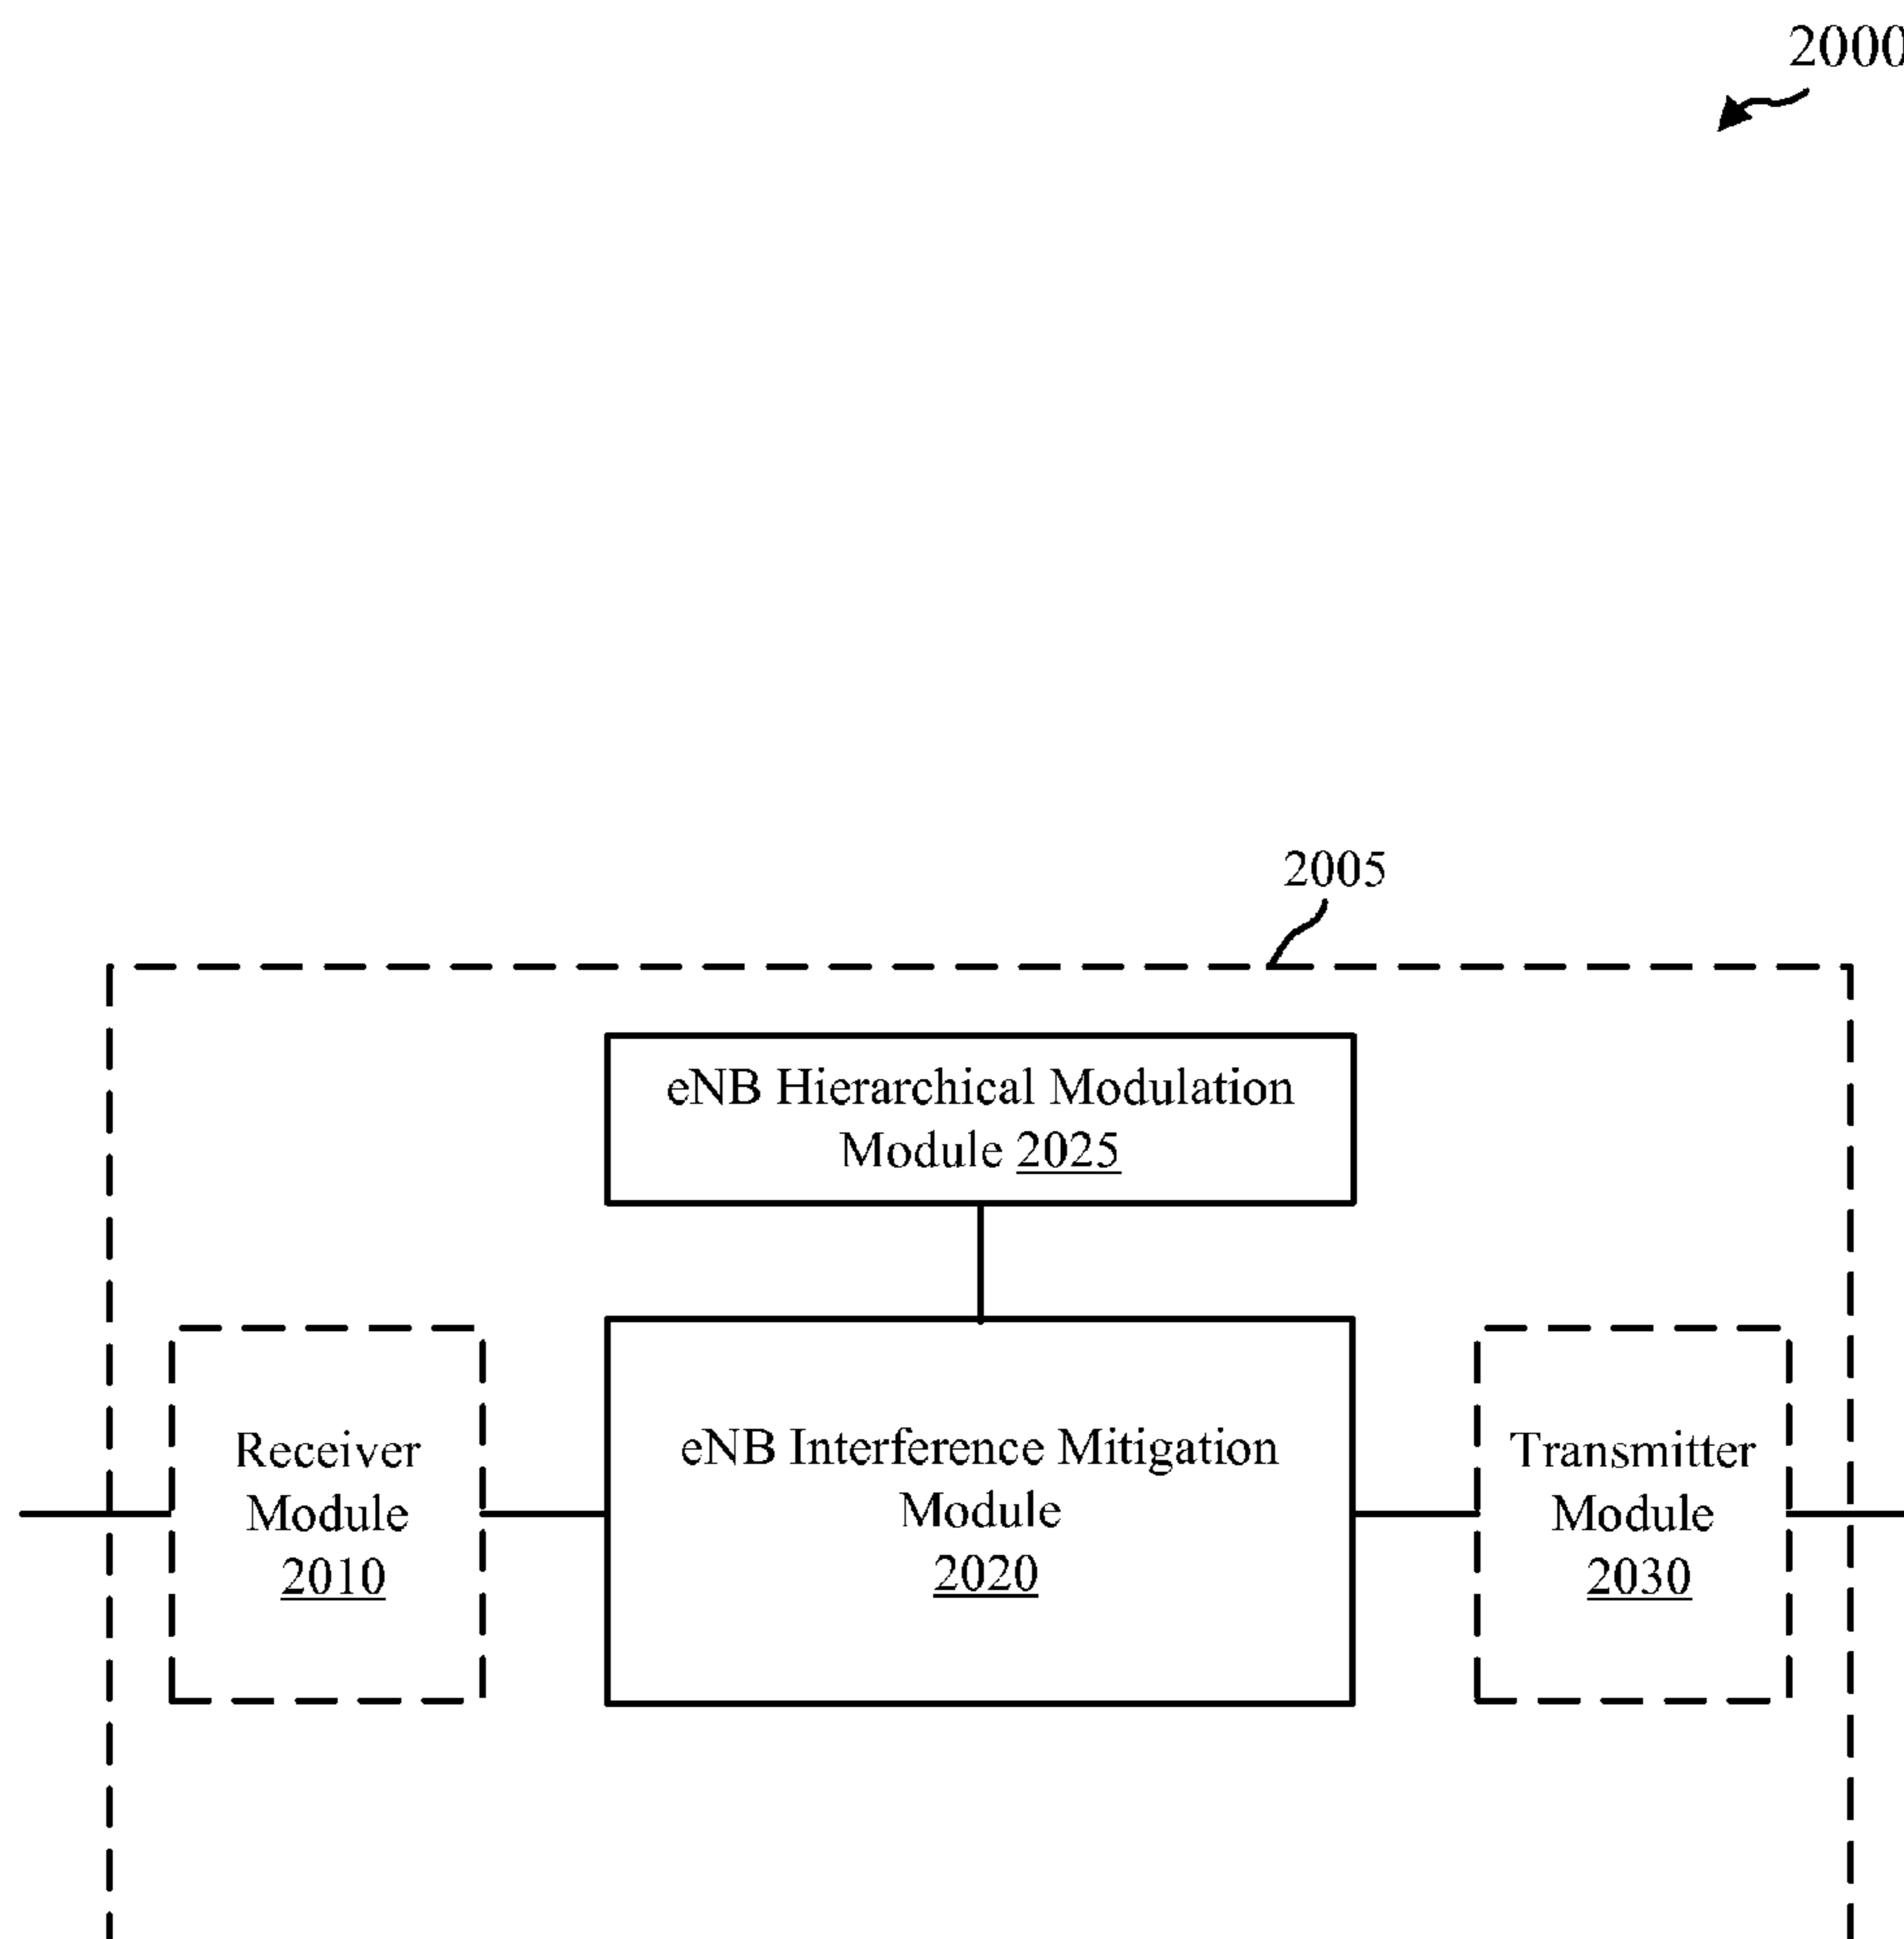 2000
2005
eNB Hierarchical Modulation
Module 2025
Receiver
Module
2010
eNB Interference Mitigation
Module
2020
Transmitter
Module
2030